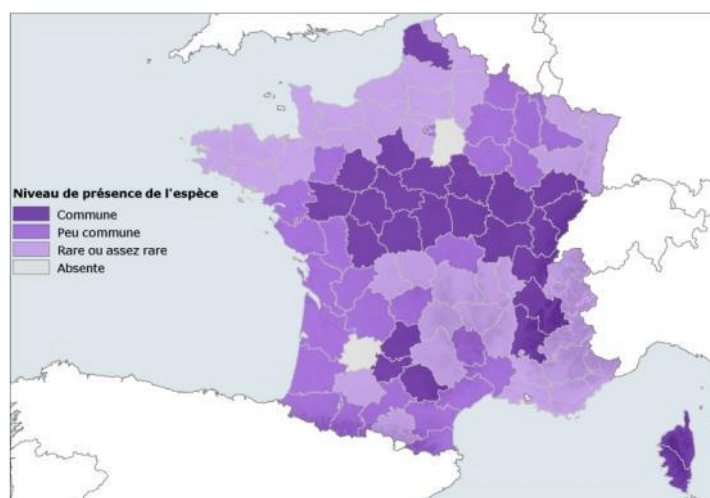 Niveau de présence de l'espèce
Commune
Peu commune
Rare ou assez rare
Absente